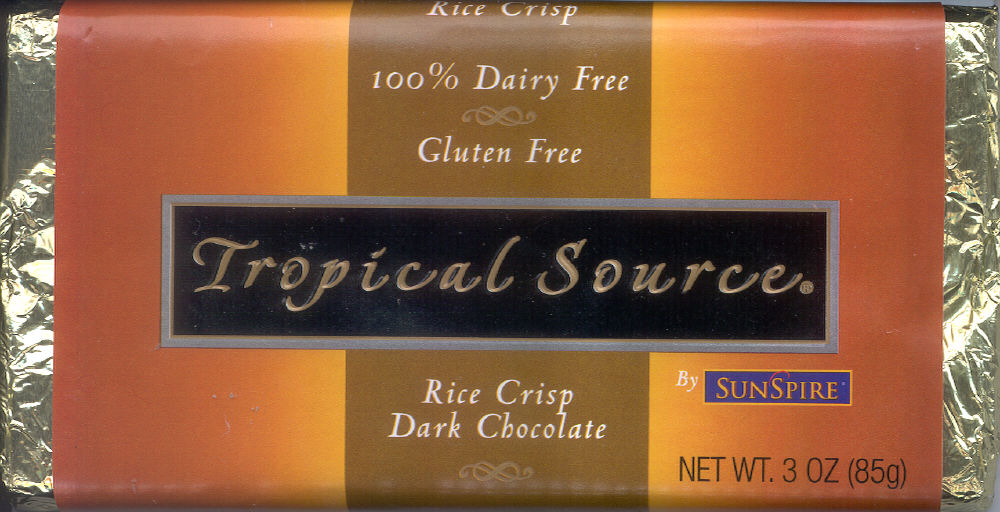 Rice Crisp
100% Dairy Free
Gluten Free
Tropical Source®
Rice Crisp
Dark Chocolate
By SUNSPIRE®
NET WT. 3 OZ (85g)